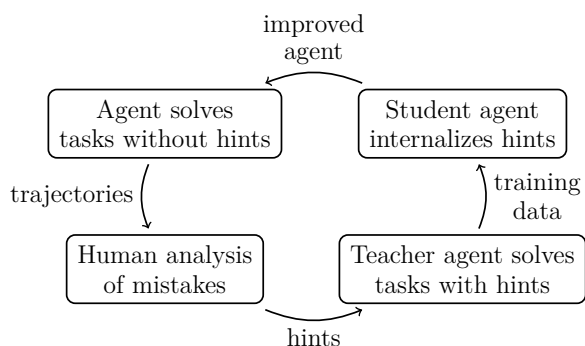 improved
agent
Agent solves
tasks without hints
Student agent
internalizes hints
trajectories
training
data
Human analysis
of mistakes
Teacher agent solves
tasks with hints
hints